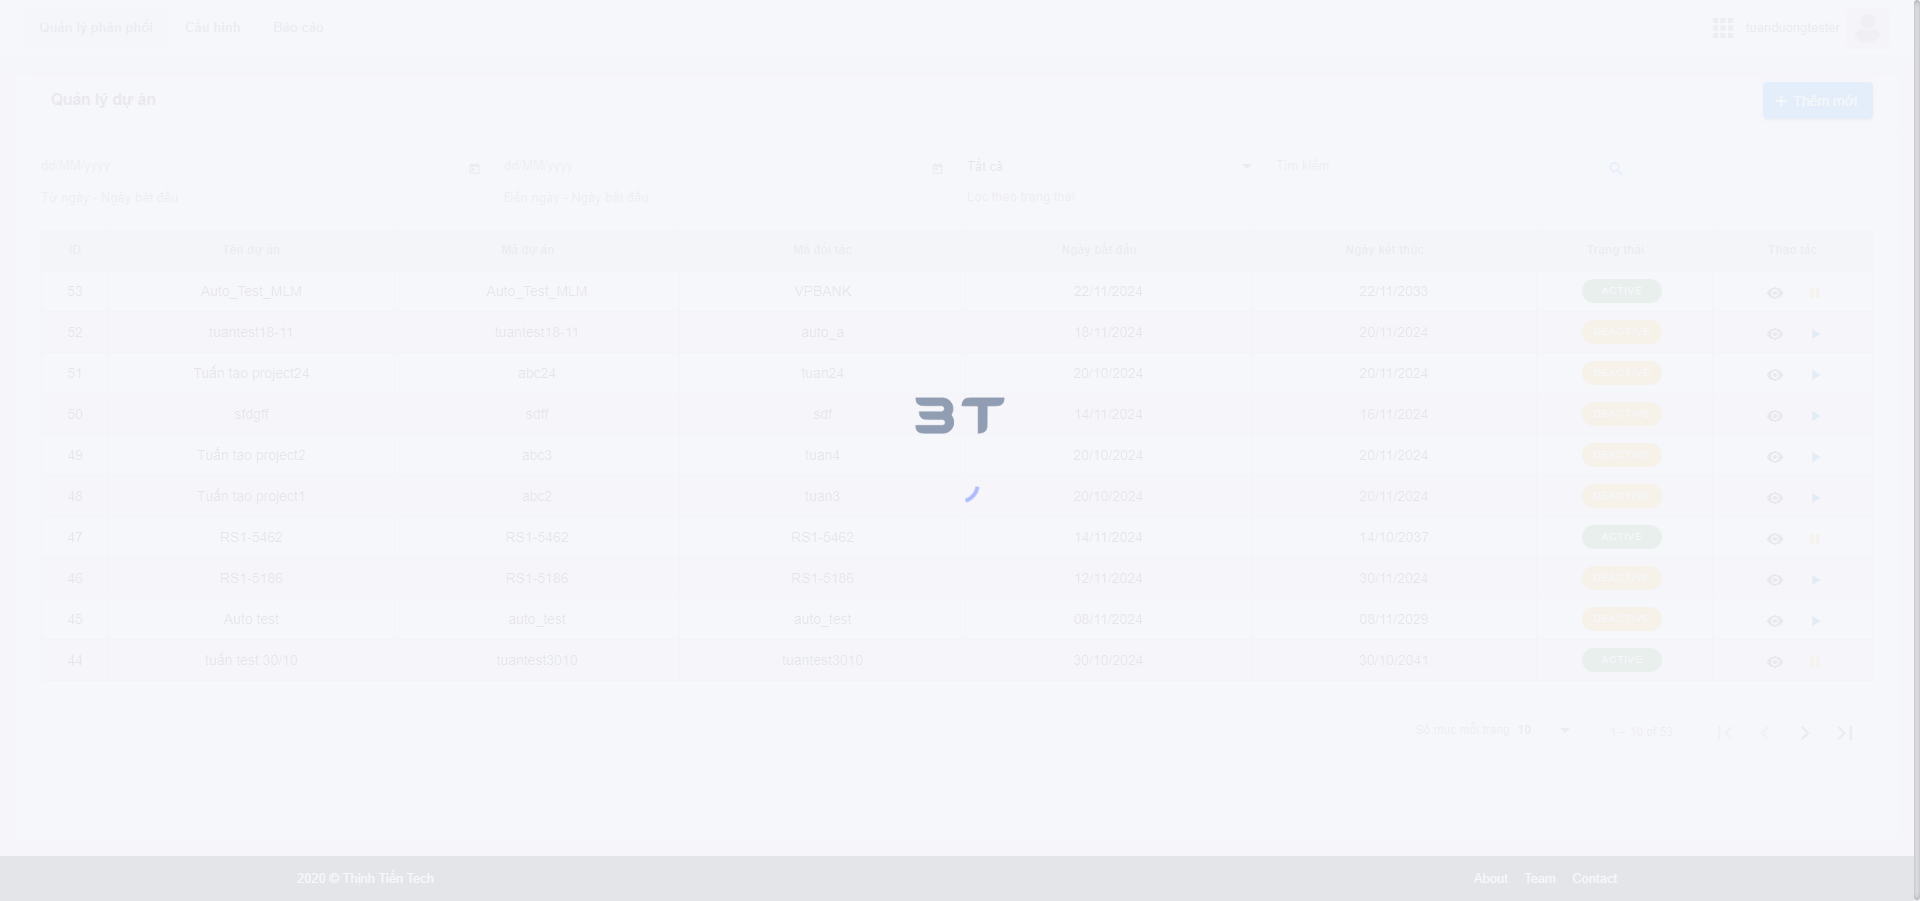 Quản lý phân phối Cấu hình Báo cáo tuanduongtester
Quản lý dự án + Thêm mới
dd/MM/yyyy dd/MM/yyyy Tất cả Tìm kiếm
Từ ngày - Ngày bắt đầu Đến ngày - Ngày bắt đầu Lọc theo trạng thái
ID Tên dự án Mã dự án Mã đối tác Ngày bắt đầu Ngày kết thúc Trạng thái Thao tác
53 Auto_Test_MLM Auto_Test_MLM VPBANK 22/11/2024 22/11/2033 ACTIVE
52 tuantest18-11 tuantest18-11 auto_a 18/11/2024 20/11/2024 DEACTIVE
51 Tuấn tao project24 abc24 tuan24 20/10/2024 20/11/2024 DEACTIVE
50 sfdgff sdff sdf 14/11/2024 16/11/2024 DEACTIVE
3T
49 Tuấn tao project2 abc3 tuan4 20/10/2024 20/11/2024 DEACTIVE
48 Tuấn tao project1 abc2 tuan3 20/10/2024 20/11/2024 DEACTIVE
47 RS1-5462 RS1-5462 RS1-5462 14/11/2024 14/10/2037 ACTIVE
46 RS1-5186 RS1-5186 RS1-5186 12/11/2024 30/11/2024 DEACTIVE
45 Auto test auto_test auto_test 08/11/2024 08/11/2029 DEACTIVE
44 tuấn test 30/10 tuantest3010 tuantest3010 30/10/2024 30/10/2041 ACTIVE
Số mục mỗi trang 10 1 – 10 of 53
2020 © Thinh Tiến Tech About Team Contact